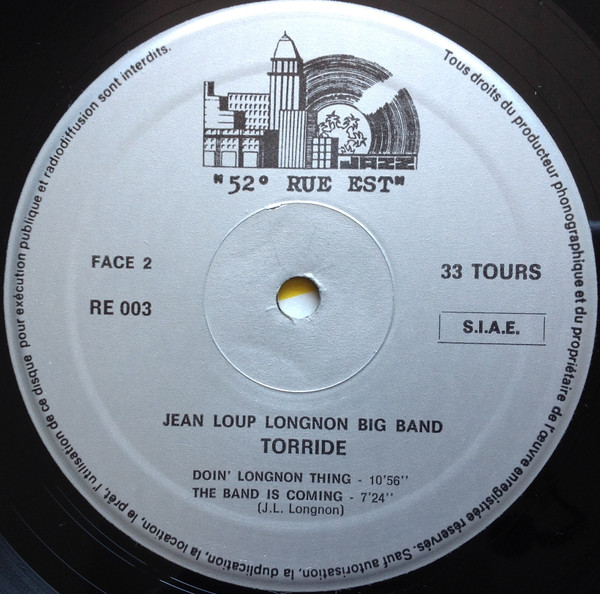 Tous droits du producteur phonographique et du propriétaire de l'œuvre enregistrée réservés. Sauf autorisation, la duplication, la location, le prêt, l'utilisation de ce disque pour exécution publique et radiodiffusion sont interdits.
JAZZ
"52° RUE EST"
FACE 2
33 TOURS
RE 003
S.I.A.E.
JEAN LOUP LONGNON BIG BAND
TORRIDE
DOIN' LONGNON THING - 10'56''
THE BAND IS COMING - 7'24''
(J.L. Longnon)